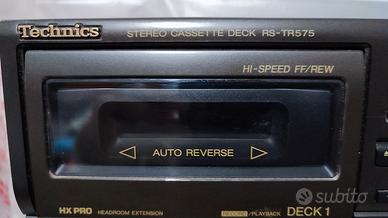 Technics
STEREO CASSETTE DECK RS-TR575
HI-SPEED FF/REW
AUTO REVERSE
HX PRO HEADROOM EXTENSION RECORD/PLAYBACK DECK 1
subito